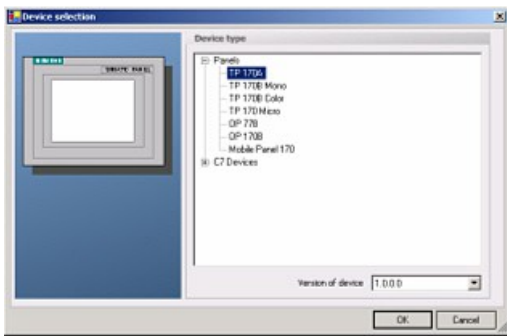 Device selection
Device type
SIEMENS
SIMATIC PANEL
Panels
TP 170A
TP 170B Mono
TP 170B Color
TP 170 Micro
OP 77B
OP 170B
Mobile Panel 170
C7 Devices
Version of device
1.0.0.0
OK
Cancel